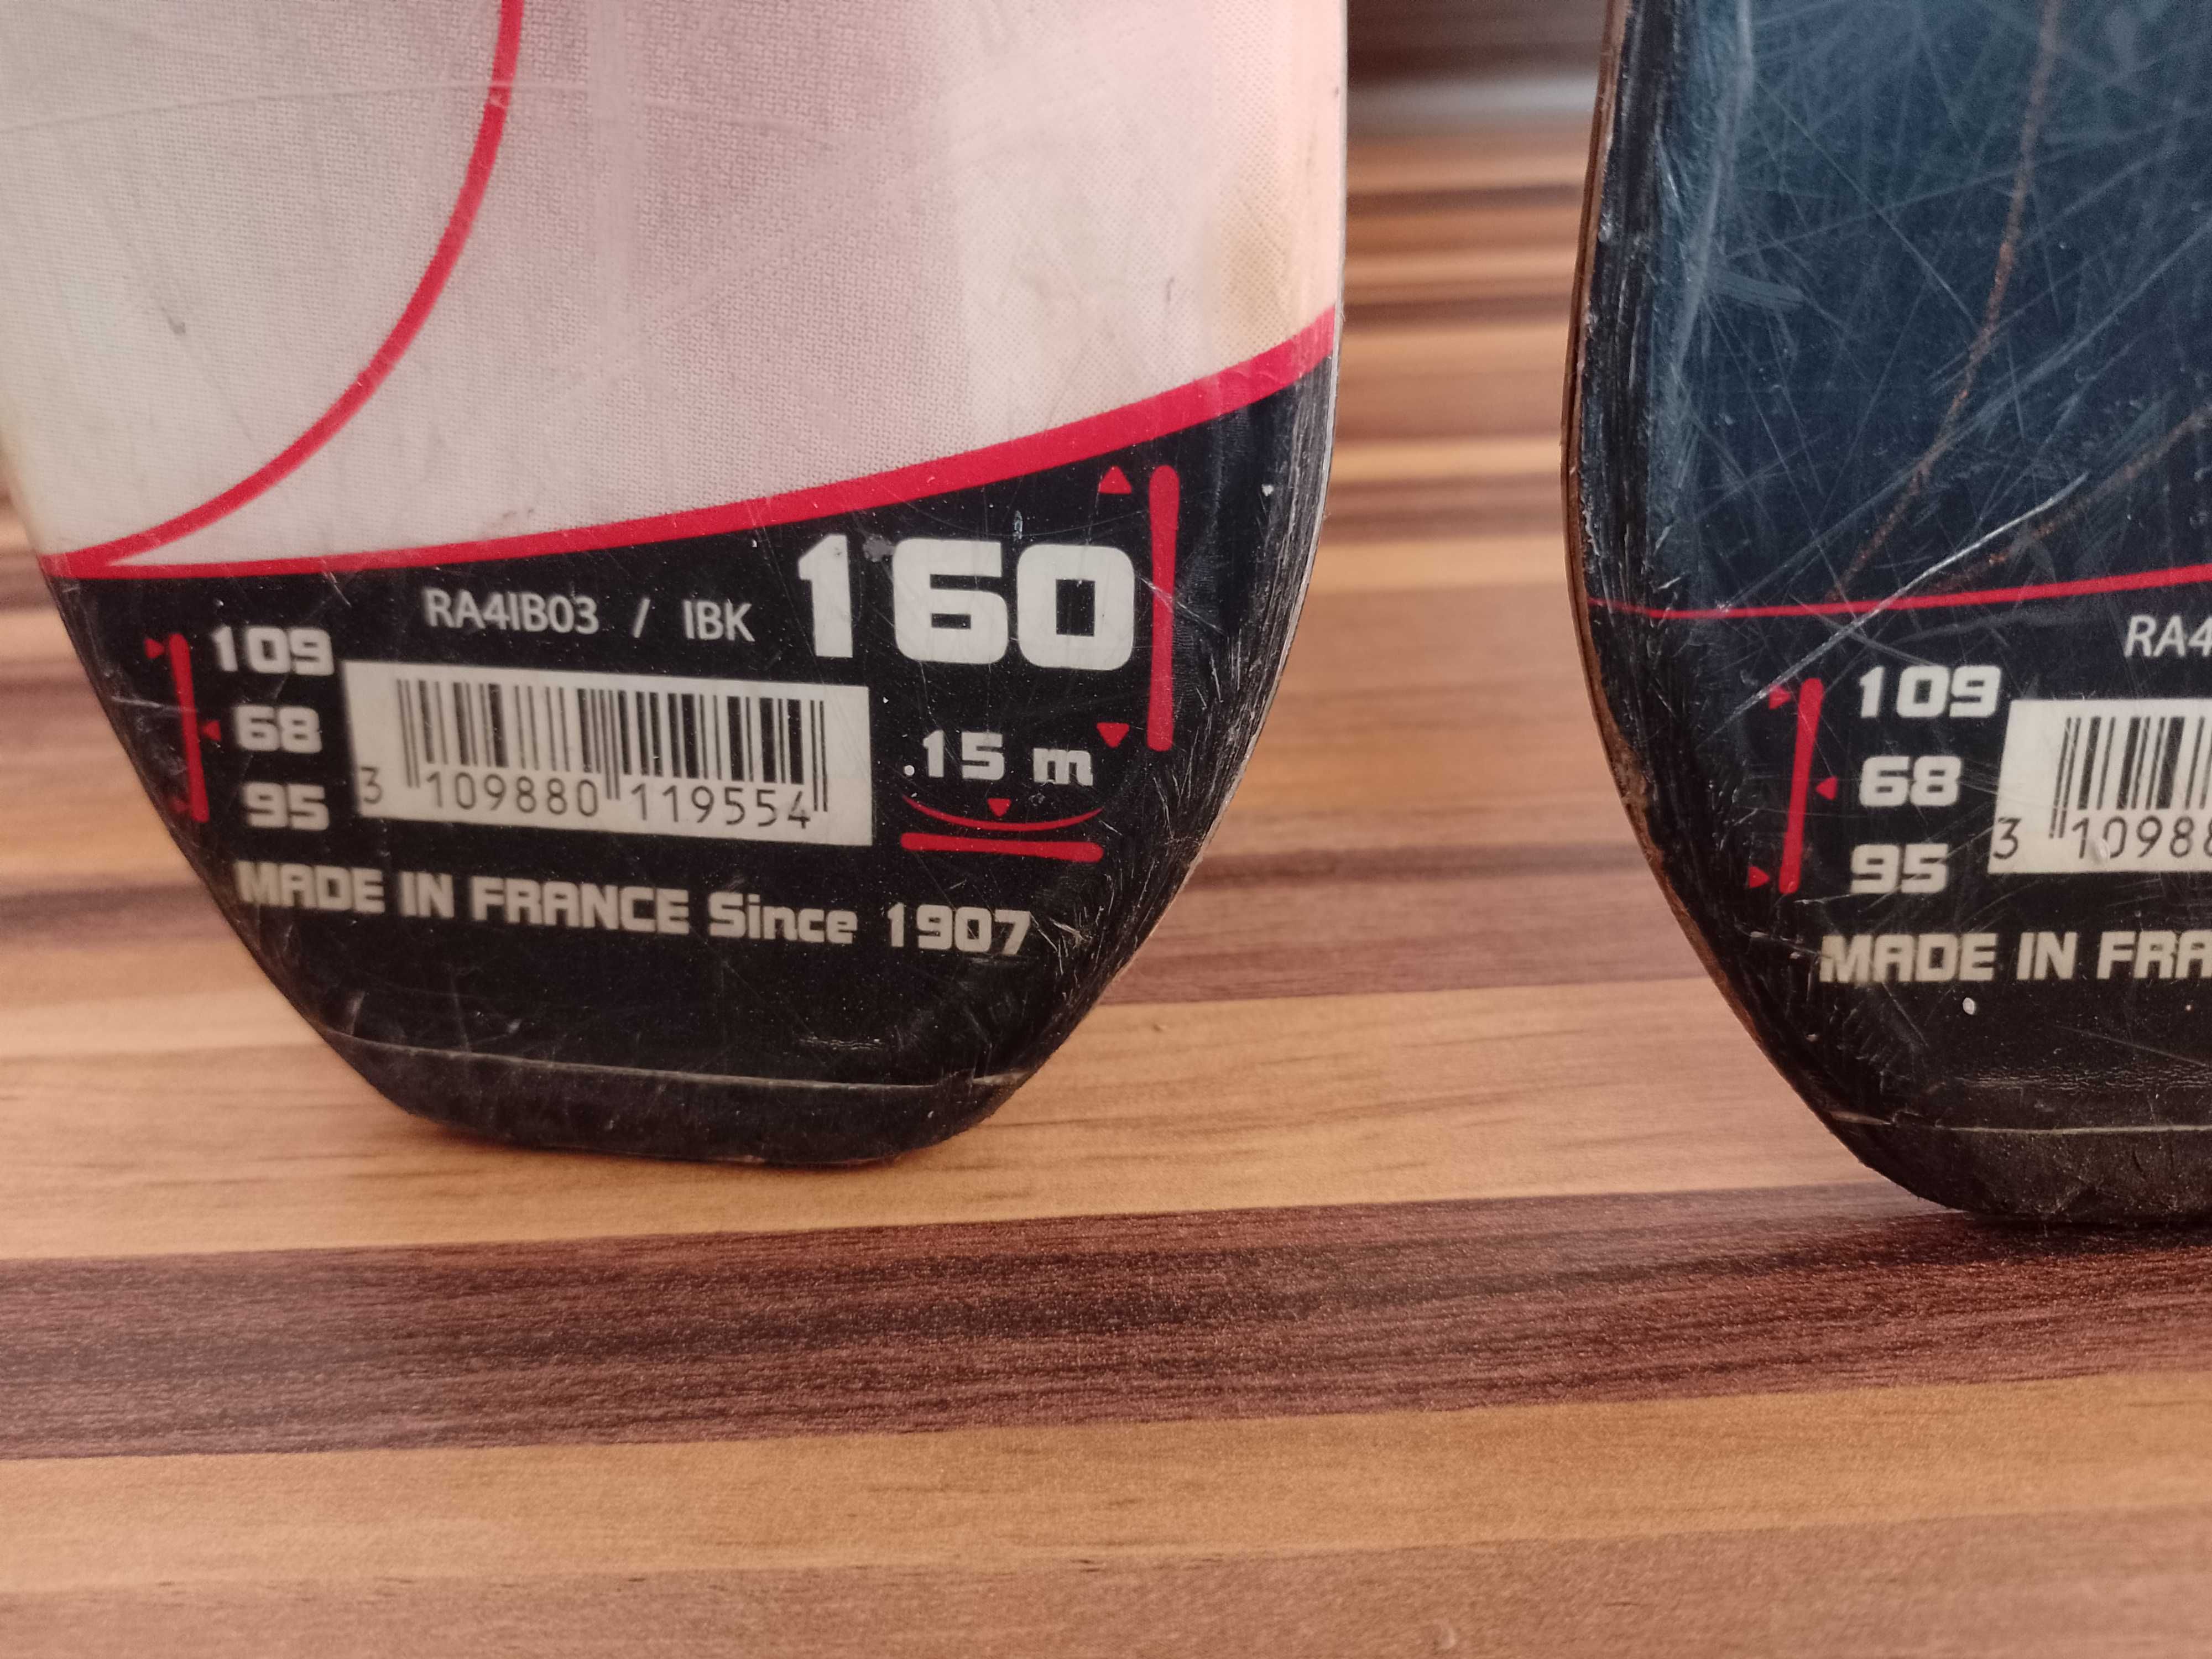 RA4IB03 / IBK 160
109
68
95
15 m
3 109880 119554
MADE IN FRANCE Since 1907
RA4
109
68
95
3 10988
MADE IN FRA